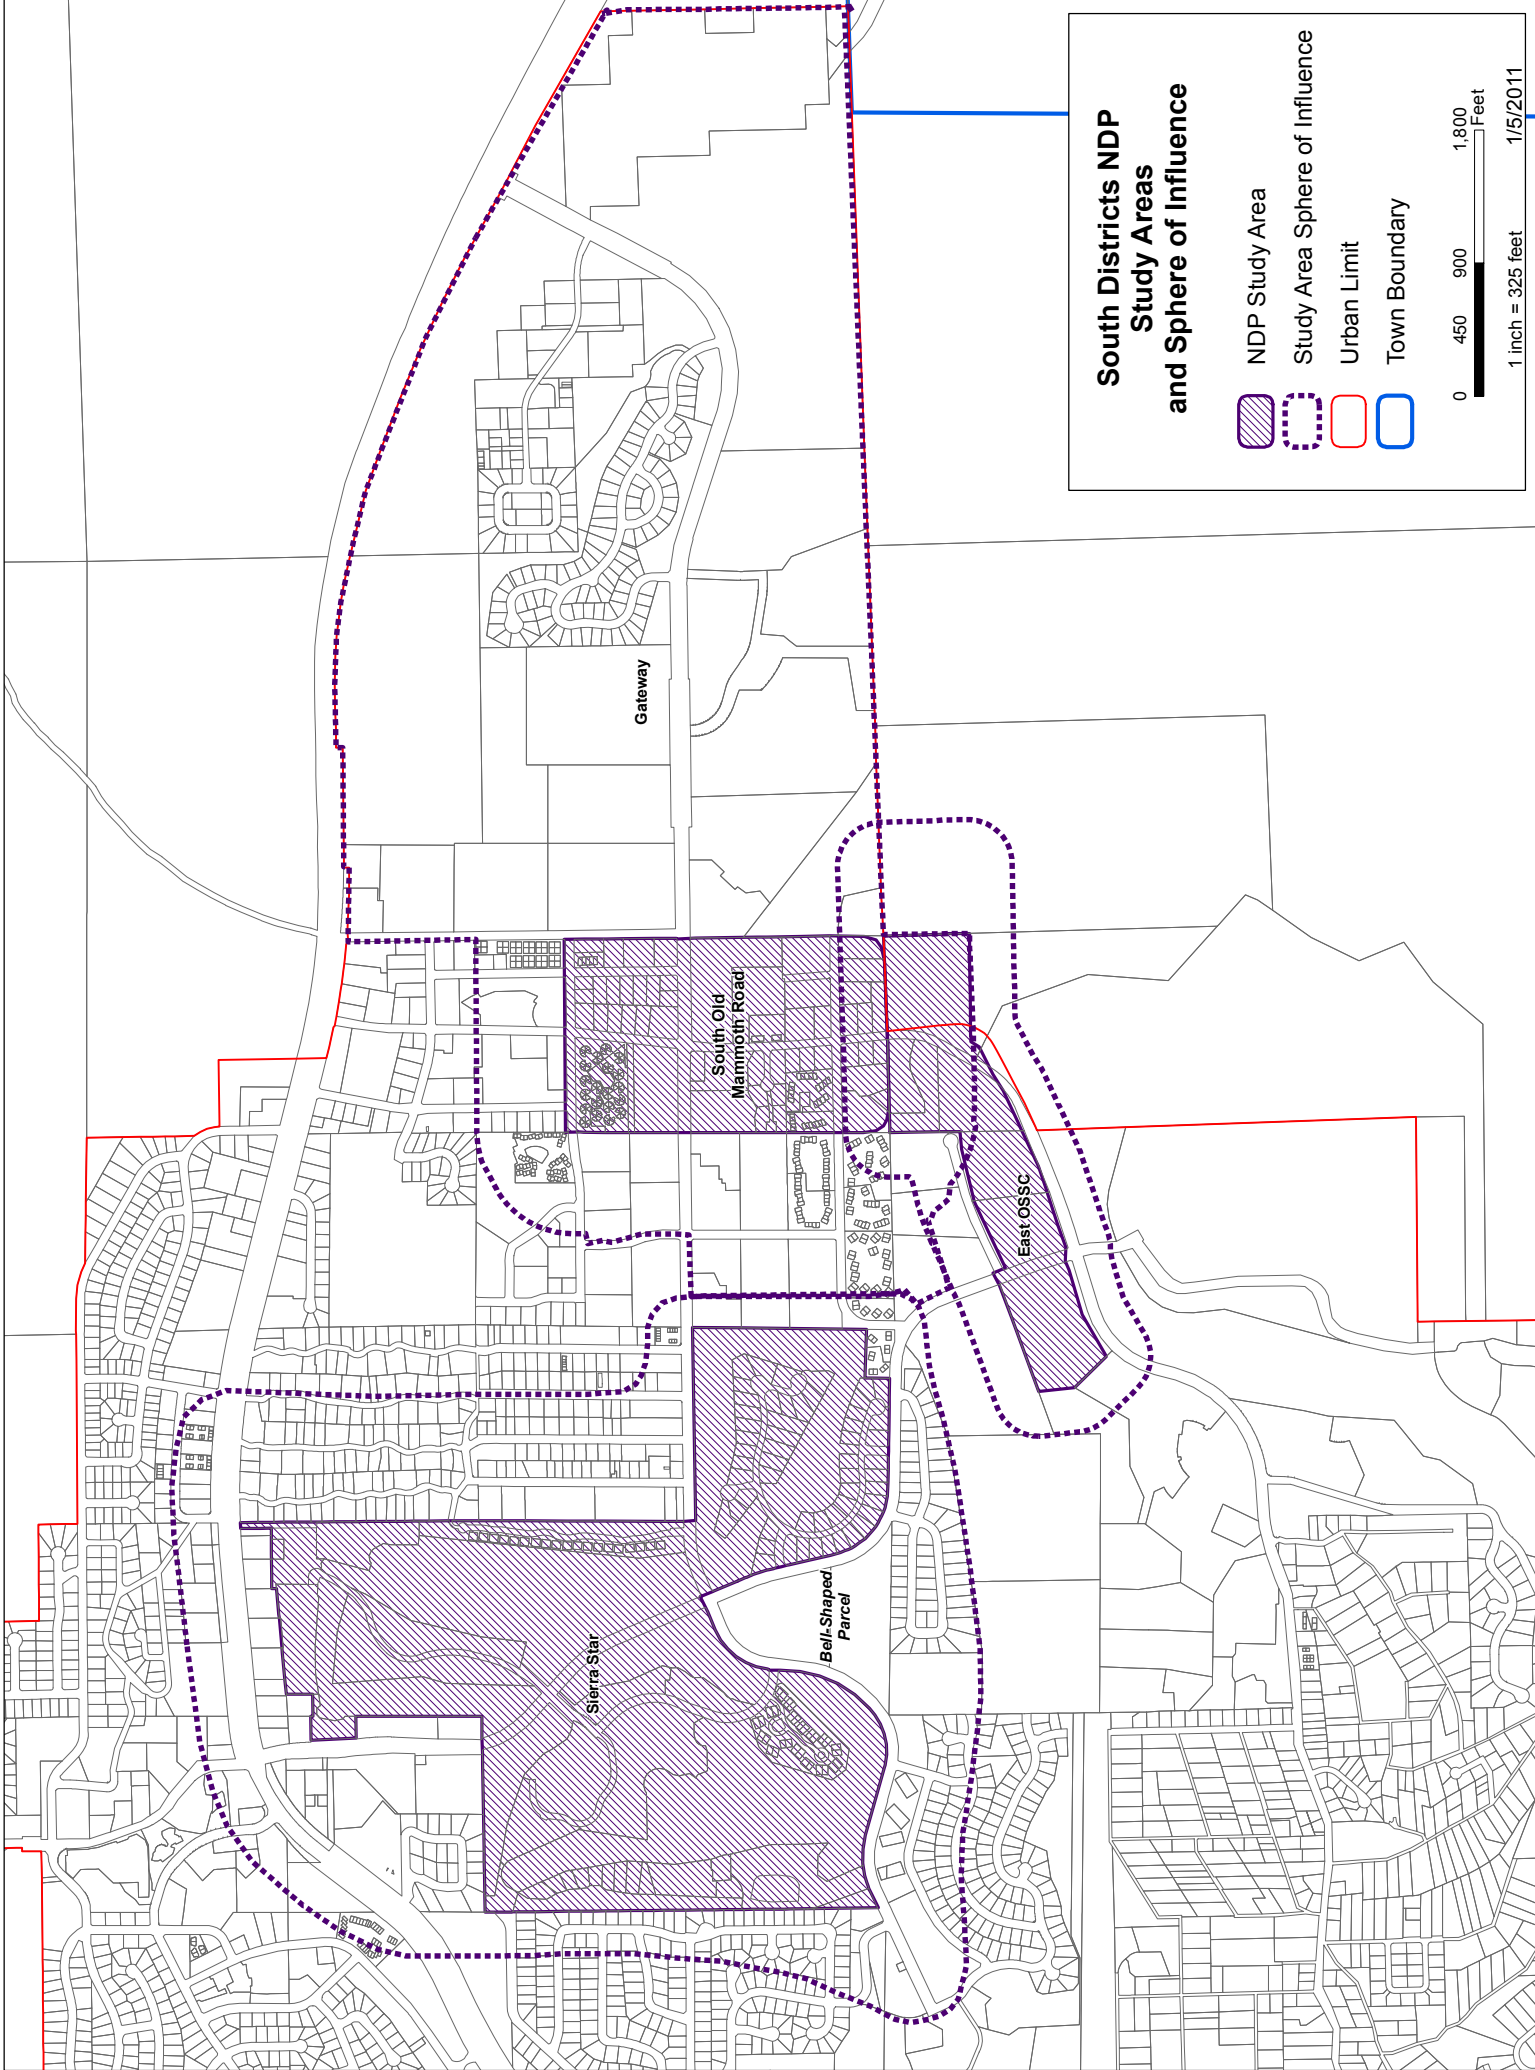 South Districts NDP
Study Areas
and Sphere of Influence
NDP Study Area
Study Area Sphere of Influence
Urban Limit
Town Boundary
0 450 900 1,800
Feet
1 inch = 325 feet 1/5/2011
Sierra Star
Bell-Shaped
Parcel
East OSSC
South Old
Mammoth Road
Gateway